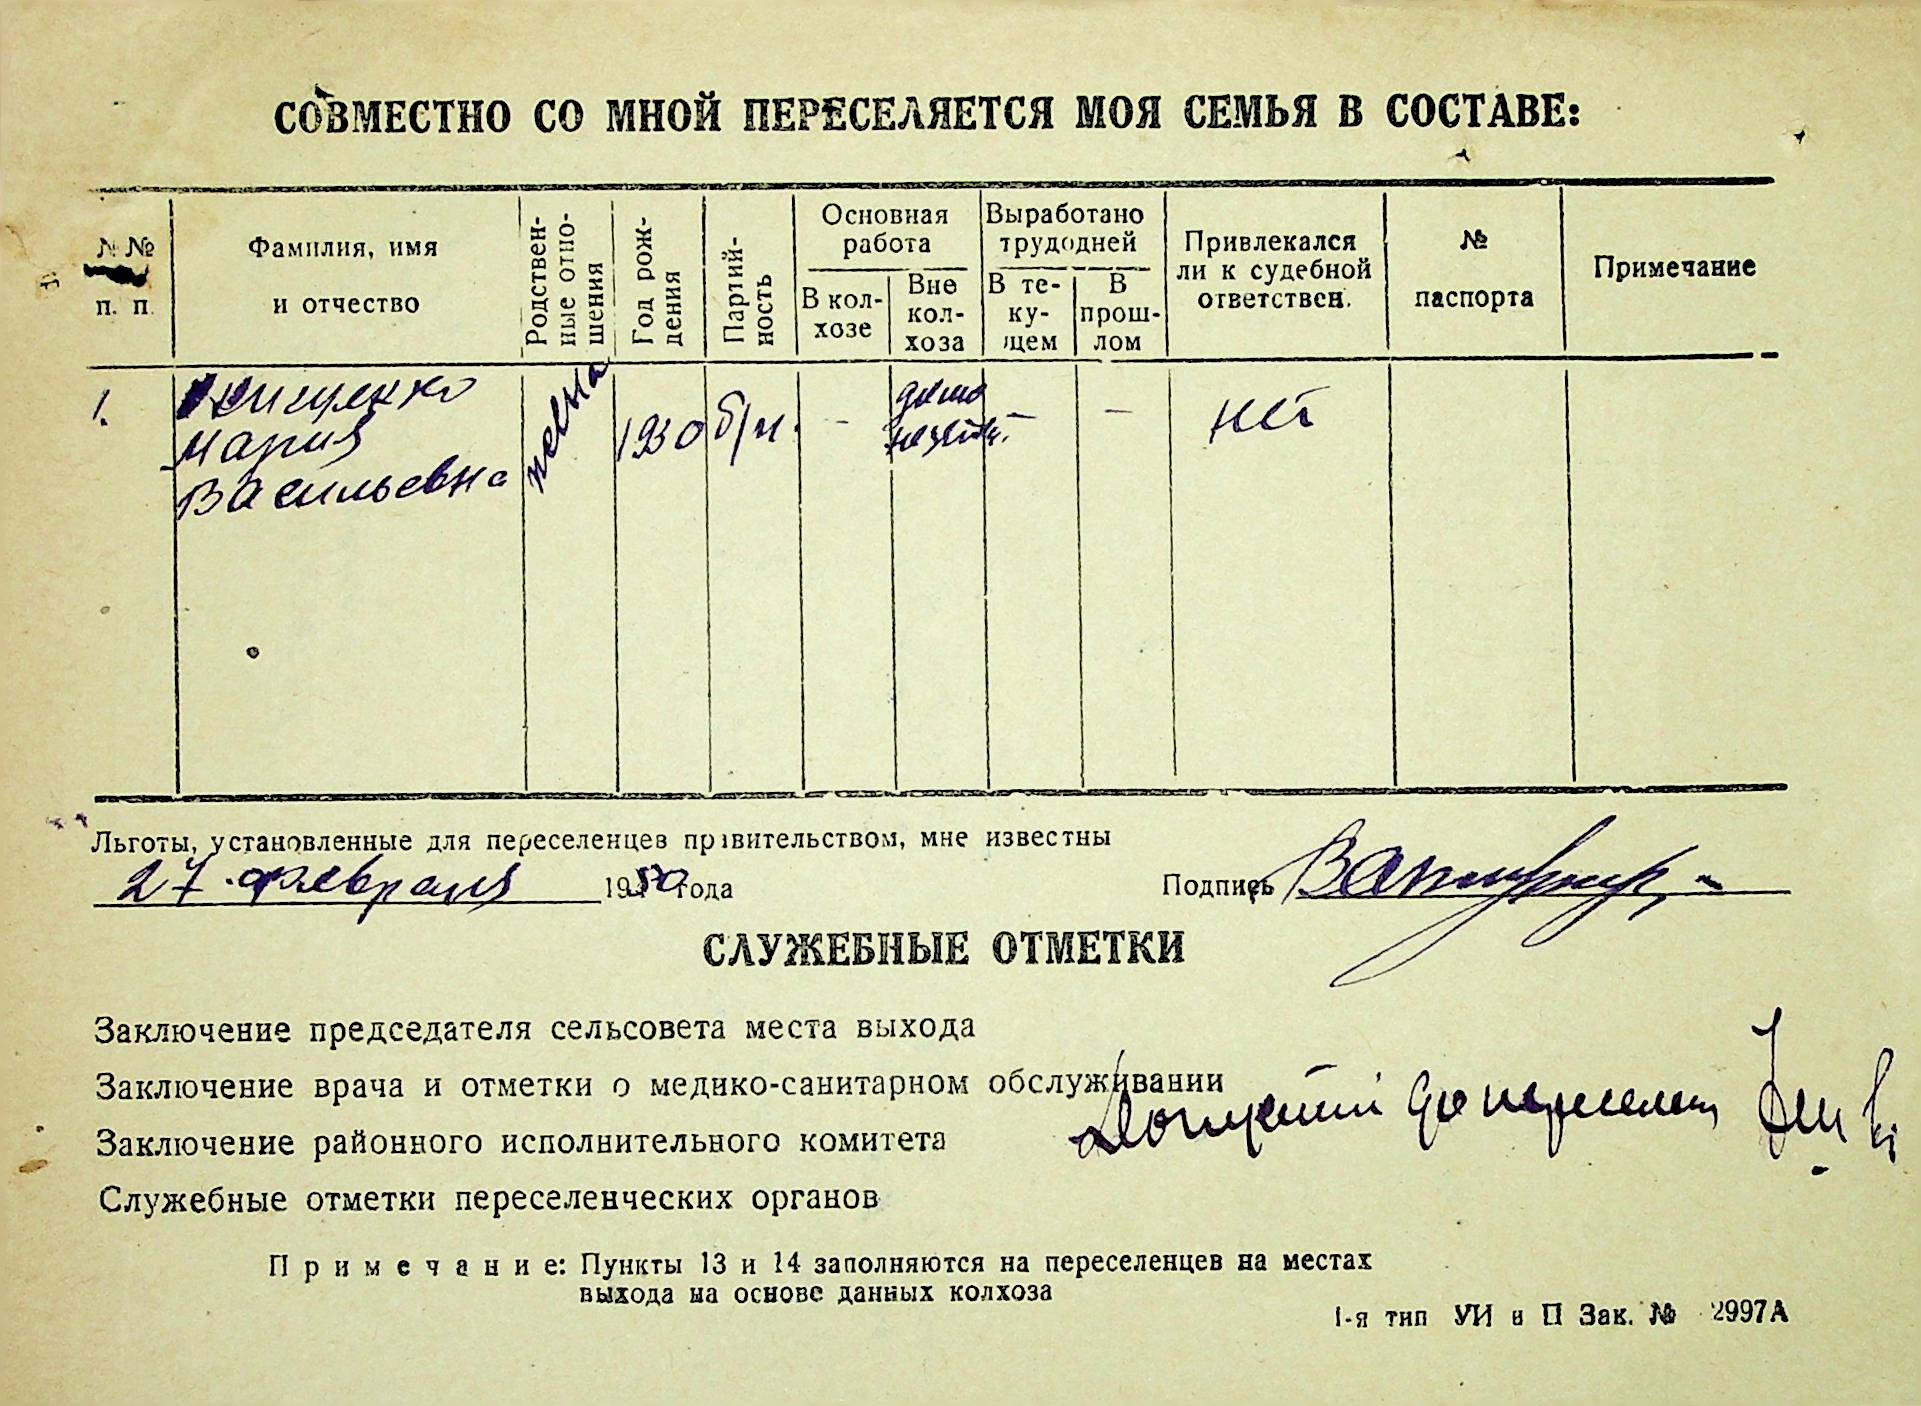 СОВМЕСТНО СО МНОЙ ПЕРЕСЕЛЯЕТСЯ МОЯ СЕМЬЯ В СОСТАВЕ:
№№ п. п.
Фамилия, имя и отчество
Родственные отношения
Год рождения
Партийность
Основная работа
В колхозе
Вне колхоза
Выработано трудодней
В текущем
В прошлом
Привлекался ли к судебной ответствен.
№ паспорта
Примечание
1.
Мария
Васильевна
жена
1930
б/п.
-
дома
-
-
нет
Льготы, установленные для переселенцев правительством, мне известны
27 февраля 1950 года
Подпись
СЛУЖЕБНЫЕ ОТМЕТКИ
Заключение председателя сельсовета места выхода
Заключение врача и отметки о медико-санитарном обслуживании
Заключение районного исполнительного комитета
Служебные отметки переселенческих органов
Примечание: Пункты 13 и 14 заполняются на переселенцев на местах
выхода на основе данных колхоза
1-я тип УИ и П Зак. № 2997А